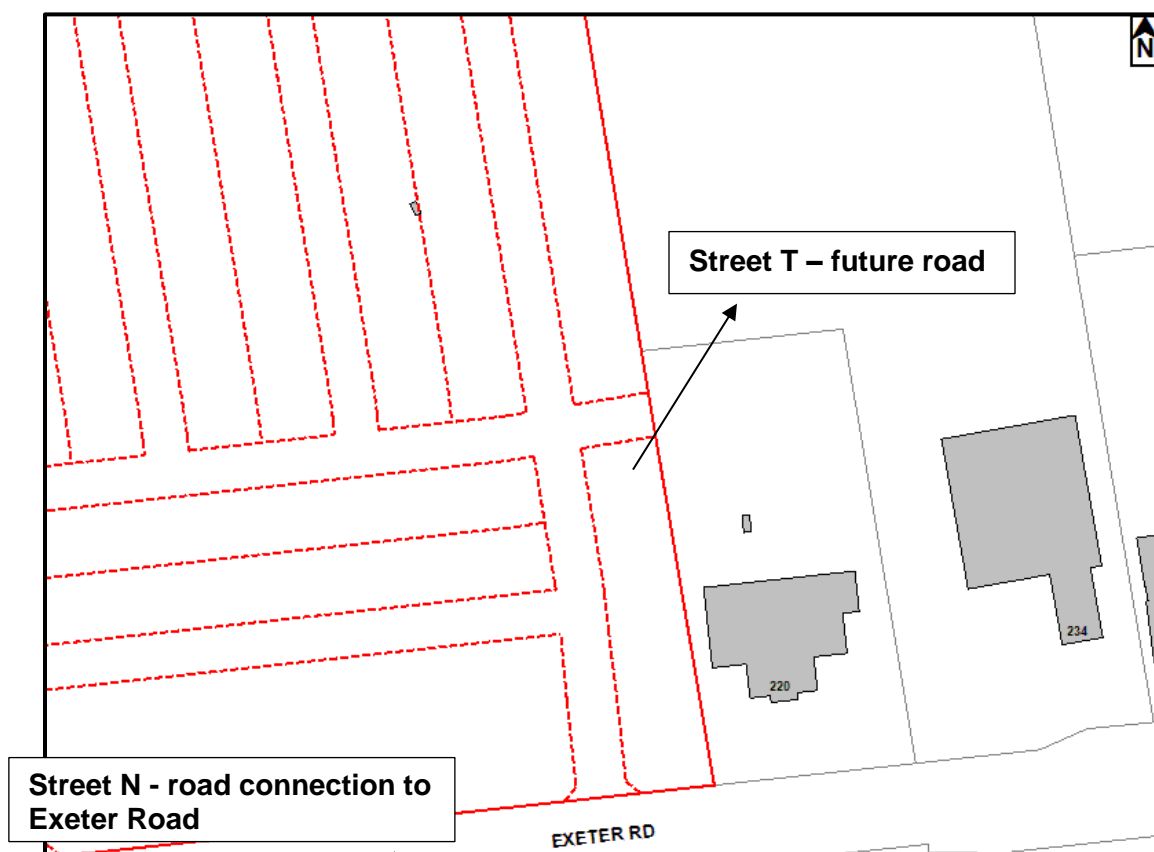 N
Street T – future road
234
220
Street N - road connection to
Exeter Road
EXETER RD